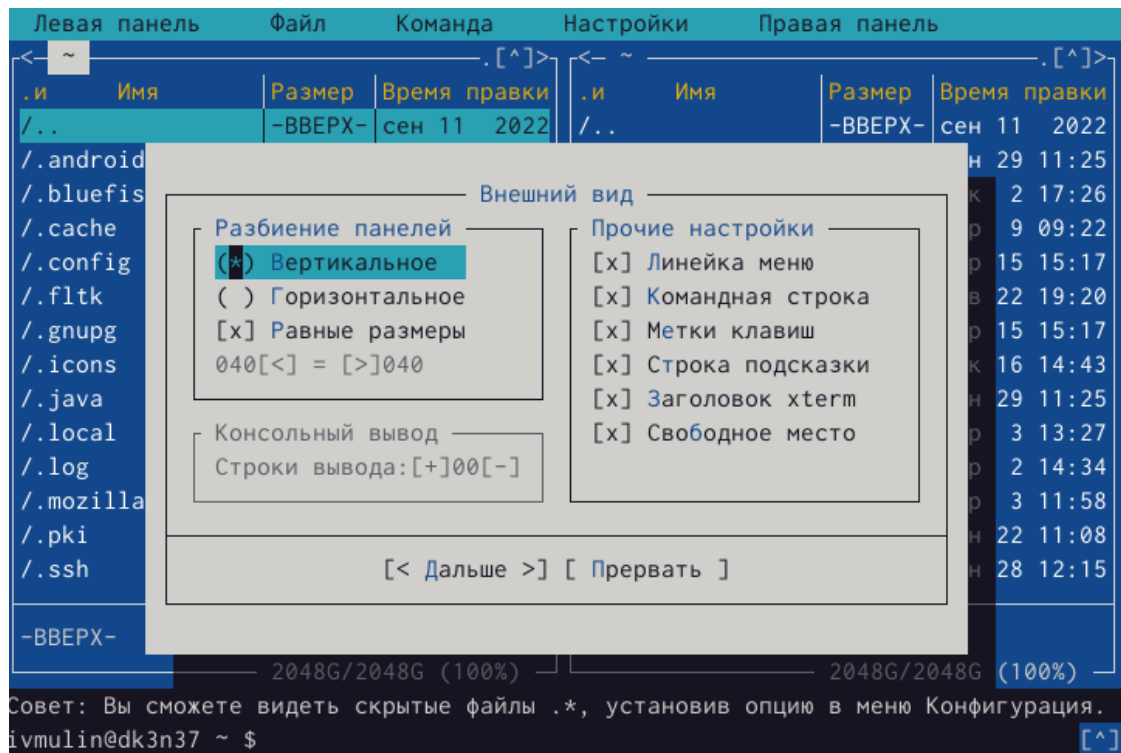 Левая панель Файл Команда Настройки Правая панель
<- ~ .[^]> <- ~ .[^]>
.и Имя Размер Время правки .и Имя Размер Время правки
/.. -ВВЕРХ- сен 11 2022 /.. -ВВЕРХ- сен 11 2022
/.android н 29 11:25
/.bluefis Внешний вид к 2 17:26
/.cache Разбиение панелей Прочие настройки р 9 09:22
/.config (*) Вертикальное [x] Линейка меню р 15 15:17
/.fltk ( ) Горизонтальное [x] Командная строка в 22 19:20
/.gnupg [x] Равные размеры [x] Метки клавиш р 15 15:17
/.icons 040[<] = [>]040 [x] Строка подсказки к 16 14:43
/.java [x] Заголовок xterm н 29 11:25
/.local Консольный вывод [x] Свободное место р 3 13:27
/.log Строки вывода:[+]00[-] р 2 14:34
/.mozilla р 3 11:58
/.pki н 22 11:08
/.ssh [< Дальше >] [ Прервать ] н 28 12:15
-ВВЕРХ-
2048G/2048G (100%) 2048G/2048G (100%)
Совет: Вы сможете видеть скрытые файлы .*, установив опцию в меню Конфигурация.
ivmulin@dk3n37 ~ $ [^]